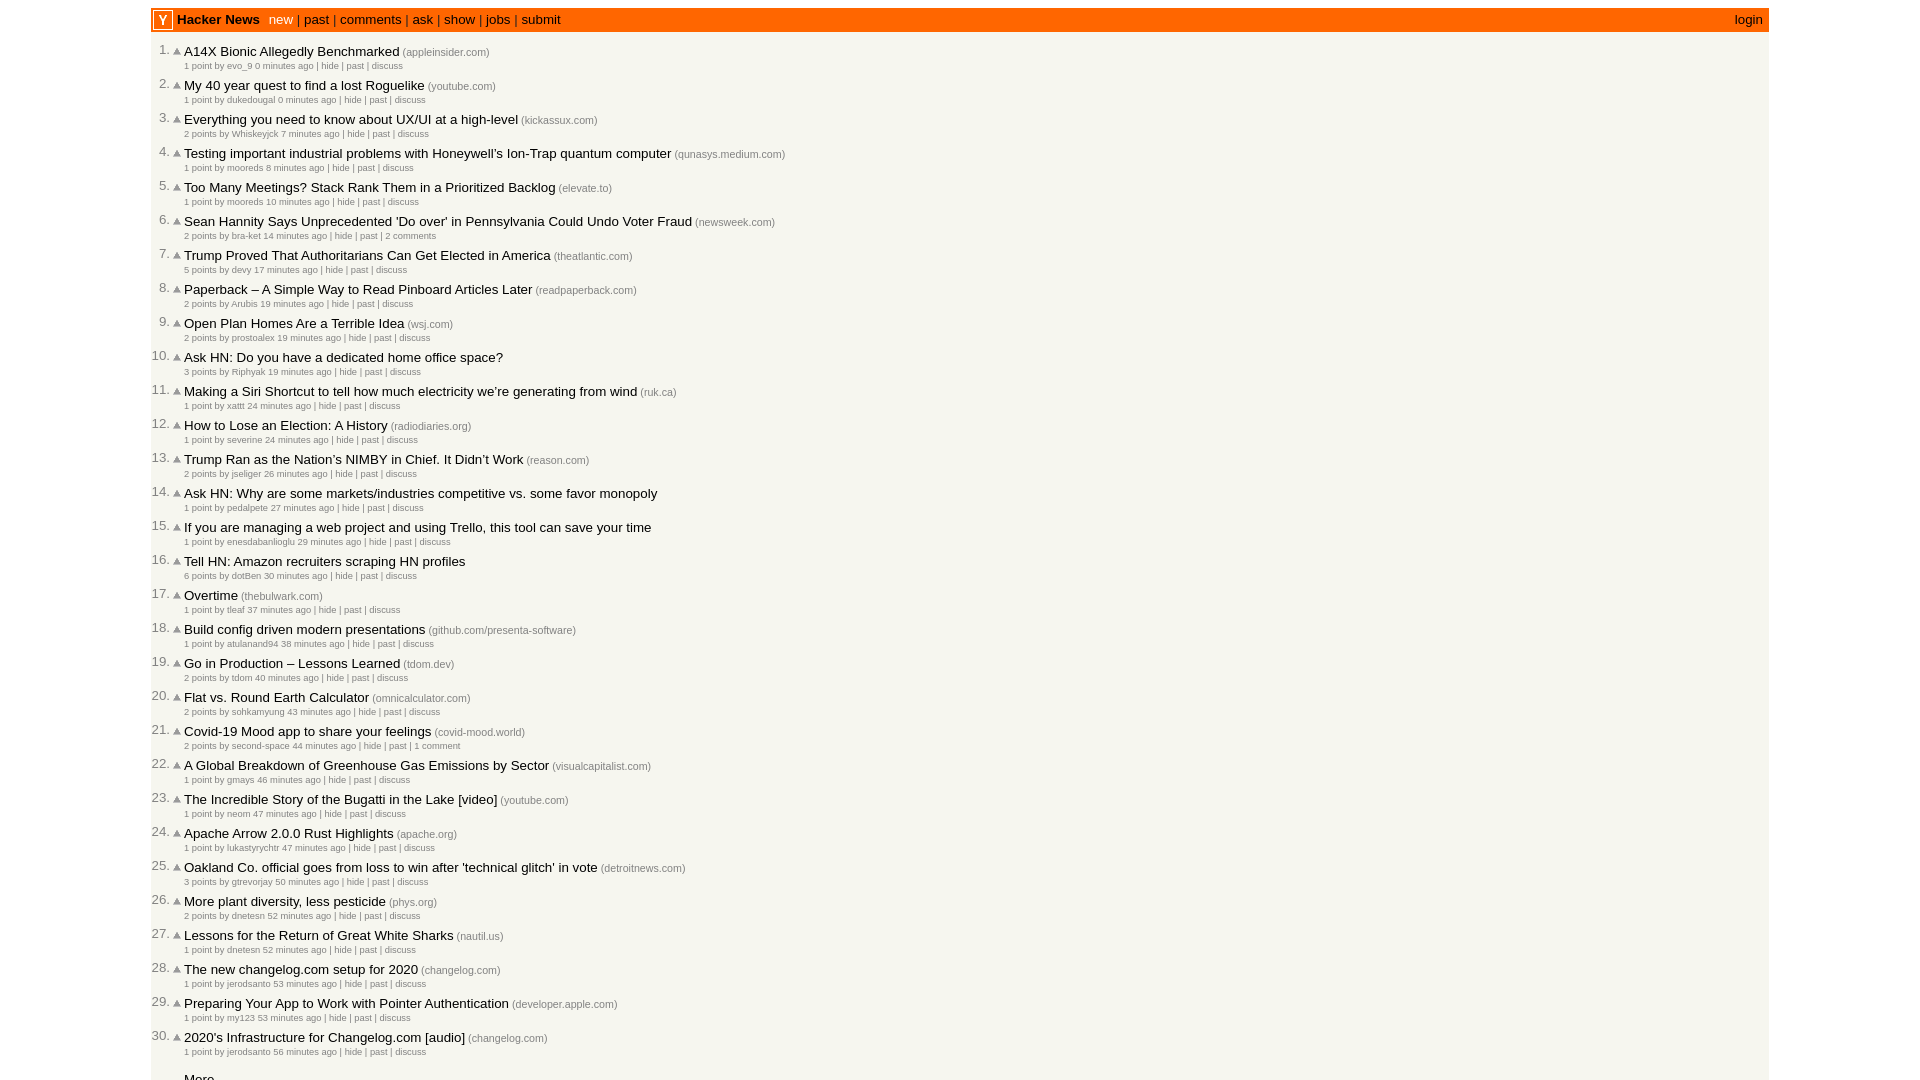 Y Hacker News new | past | comments | ask | show | jobs | submit login
1. A14X Bionic Allegedly Benchmarked (appleinsider.com)
1 point by evo_9 0 minutes ago | hide | past | discuss
2. My 40 year quest to find a lost Roguelike (youtube.com)
1 point by dukedougal 0 minutes ago | hide | past | discuss
3. Everything you need to know about UX/UI at a high-level (kickassux.com)
2 points by Whiskeyjck 7 minutes ago | hide | past | discuss
4. Testing important industrial problems with Honeywell’s Ion-Trap quantum computer (qunasys.medium.com)
1 point by mooreds 8 minutes ago | hide | past | discuss
5. Too Many Meetings? Stack Rank Them in a Prioritized Backlog (elevate.to)
1 point by mooreds 10 minutes ago | hide | past | discuss
6. Sean Hannity Says Unprecedented 'Do over' in Pennsylvania Could Undo Voter Fraud (newsweek.com)
2 points by bra-ket 14 minutes ago | hide | past | 2 comments
7. Trump Proved That Authoritarians Can Get Elected in America (theatlantic.com)
5 points by devy 17 minutes ago | hide | past | discuss
8. Paperback – A Simple Way to Read Pinboard Articles Later (readpaperback.com)
2 points by Arubis 19 minutes ago | hide | past | discuss
9. Open Plan Homes Are a Terrible Idea (wsj.com)
2 points by prostoalex 19 minutes ago | hide | past | discuss
10. Ask HN: Do you have a dedicated home office space?
3 points by Riphyak 19 minutes ago | hide | past | discuss
11. Making a Siri Shortcut to tell how much electricity we’re generating from wind (ruk.ca)
1 point by xattt 24 minutes ago | hide | past | discuss
12. How to Lose an Election: A History (radiodiaries.org)
1 point by severine 24 minutes ago | hide | past | discuss
13. Trump Ran as the Nation’s NIMBY in Chief. It Didn’t Work (reason.com)
2 points by jseliger 26 minutes ago | hide | past | discuss
14. Ask HN: Why are some markets/industries competitive vs. some favor monopoly
1 point by pedalpete 27 minutes ago | hide | past | discuss
15. If you are managing a web project and using Trello, this tool can save your time
1 point by enesdabanlioglu 29 minutes ago | hide | past | discuss
16. Tell HN: Amazon recruiters scraping HN profiles
6 points by dotBen 30 minutes ago | hide | past | discuss
17. Overtime (thebulwark.com)
1 point by tleaf 37 minutes ago | hide | past | discuss
18. Build config driven modern presentations (github.com/presenta-software)
1 point by atulanand94 38 minutes ago | hide | past | discuss
19. Go in Production – Lessons Learned (tdom.dev)
2 points by tdom 40 minutes ago | hide | past | discuss
20. Flat vs. Round Earth Calculator (omnicalculator.com)
2 points by sohkamyung 43 minutes ago | hide | past | discuss
21. Covid-19 Mood app to share your feelings (covid-mood.world)
2 points by second-space 44 minutes ago | hide | past | 1 comment
22. A Global Breakdown of Greenhouse Gas Emissions by Sector (visualcapitalist.com)
1 point by gmays 46 minutes ago | hide | past | discuss
23. The Incredible Story of the Bugatti in the Lake [video] (youtube.com)
1 point by neom 47 minutes ago | hide | past | discuss
24. Apache Arrow 2.0.0 Rust Highlights (apache.org)
1 point by lukastyrychtr 47 minutes ago | hide | past | discuss
25. Oakland Co. official goes from loss to win after 'technical glitch' in vote (detroitnews.com)
3 points by gtrevorjay 50 minutes ago | hide | past | discuss
26. More plant diversity, less pesticide (phys.org)
2 points by dnetesn 52 minutes ago | hide | past | discuss
27. Lessons for the Return of Great White Sharks (nautil.us)
1 point by dnetesn 52 minutes ago | hide | past | discuss
28. The new changelog.com setup for 2020 (changelog.com)
1 point by jerodsanto 53 minutes ago | hide | past | discuss
29. Preparing Your App to Work with Pointer Authentication (developer.apple.com)
1 point by my123 53 minutes ago | hide | past | discuss
30. 2020's Infrastructure for Changelog.com [audio] (changelog.com)
1 point by jerodsanto 56 minutes ago | hide | past | discuss
More